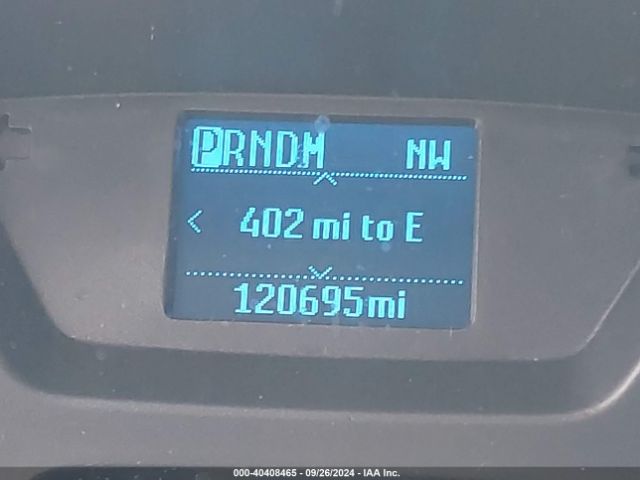 PRNDM NW
< 402 mi to E
120695mi
000-40408465 - 09/26/2024 - IAA Inc.